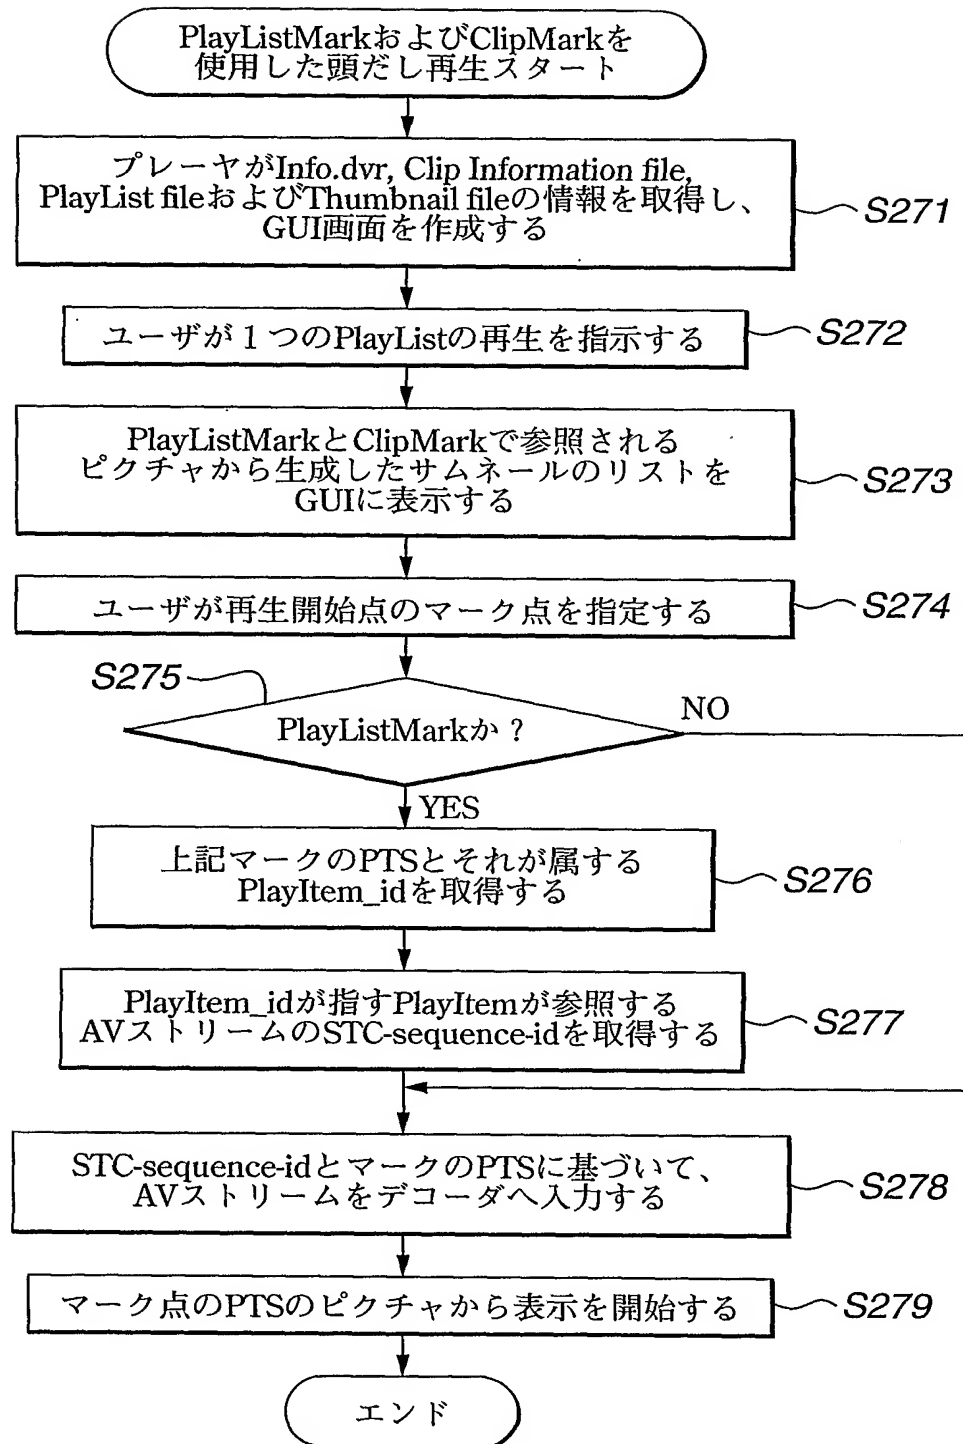 PlayListMarkおよびClipMarkを
使用した頭だし再生スタート
プレーヤがInfo.dvr, Clip Information file,
PlayList fileおよびThumbnail fileの情報を取得し、
GUI画面を作成する
S271
ユーザが１つのPlayListの再生を指示する
S272
PlayListMarkとClipMarkで参照される
ピクチャから生成したサムネールのリストを
GUIに表示する
S273
ユーザが再生開始点のマーク点を指定する
S274
S275
PlayListMarkか？
NO
YES
上記マークのPTSとそれが属する
PlayItem_idを取得する
S276
PlayItem_idが指すPlayItemが参照する
AVストリームのSTC-sequence-idを取得する
S277
STC-sequence-idとマークのPTSに基づいて、
AVストリームをデコーダへ入力する
S278
マーク点のPTSのピクチャから表示を開始する
S279
エンド